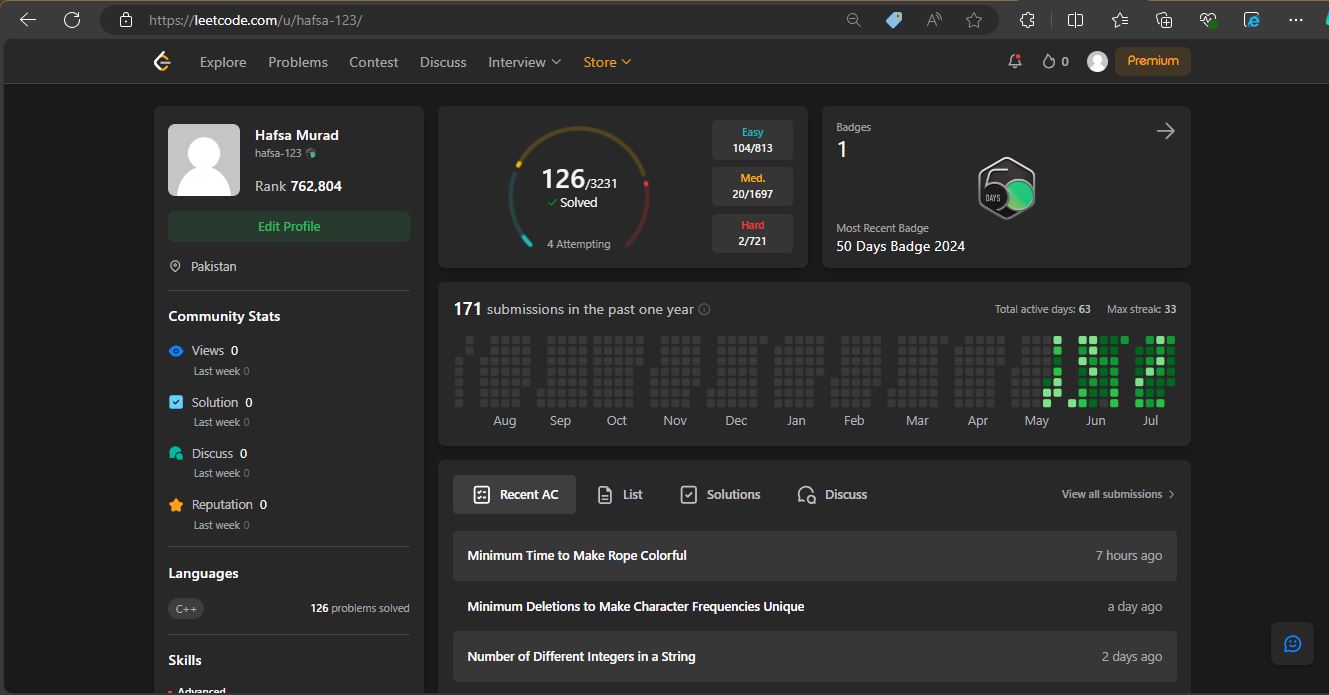 https://leetcode.com/u/hafsa-123/
Explore Problems Contest Discuss Interview Store 0 Premium
Hafsa Murad
hafsa-123
Rank 762,804
Edit Profile
Pakistan
Community Stats
Views 0
Last week 0
Solution 0
Last week 0
Discuss 0
Last week 0
Reputation 0
Last week 0
Languages
C++ 126 problems solved
Skills
Advanced
126/3231
Solved
4 Attempting
Easy
104/813
Med.
20/1697
Hard
2/721
Badges
1
50
DAYS
Most Recent Badge
50 Days Badge 2024
171 submissions in the past one year Total active days: 63 Max streak: 33
Aug Sep Oct Nov Dec Jan Feb Mar Apr May Jun Jul
Recent AC List Solutions Discuss View all submissions
Minimum Time to Make Rope Colorful 7 hours ago
Minimum Deletions to Make Character Frequencies Unique a day ago
Number of Different Integers in a String 2 days ago